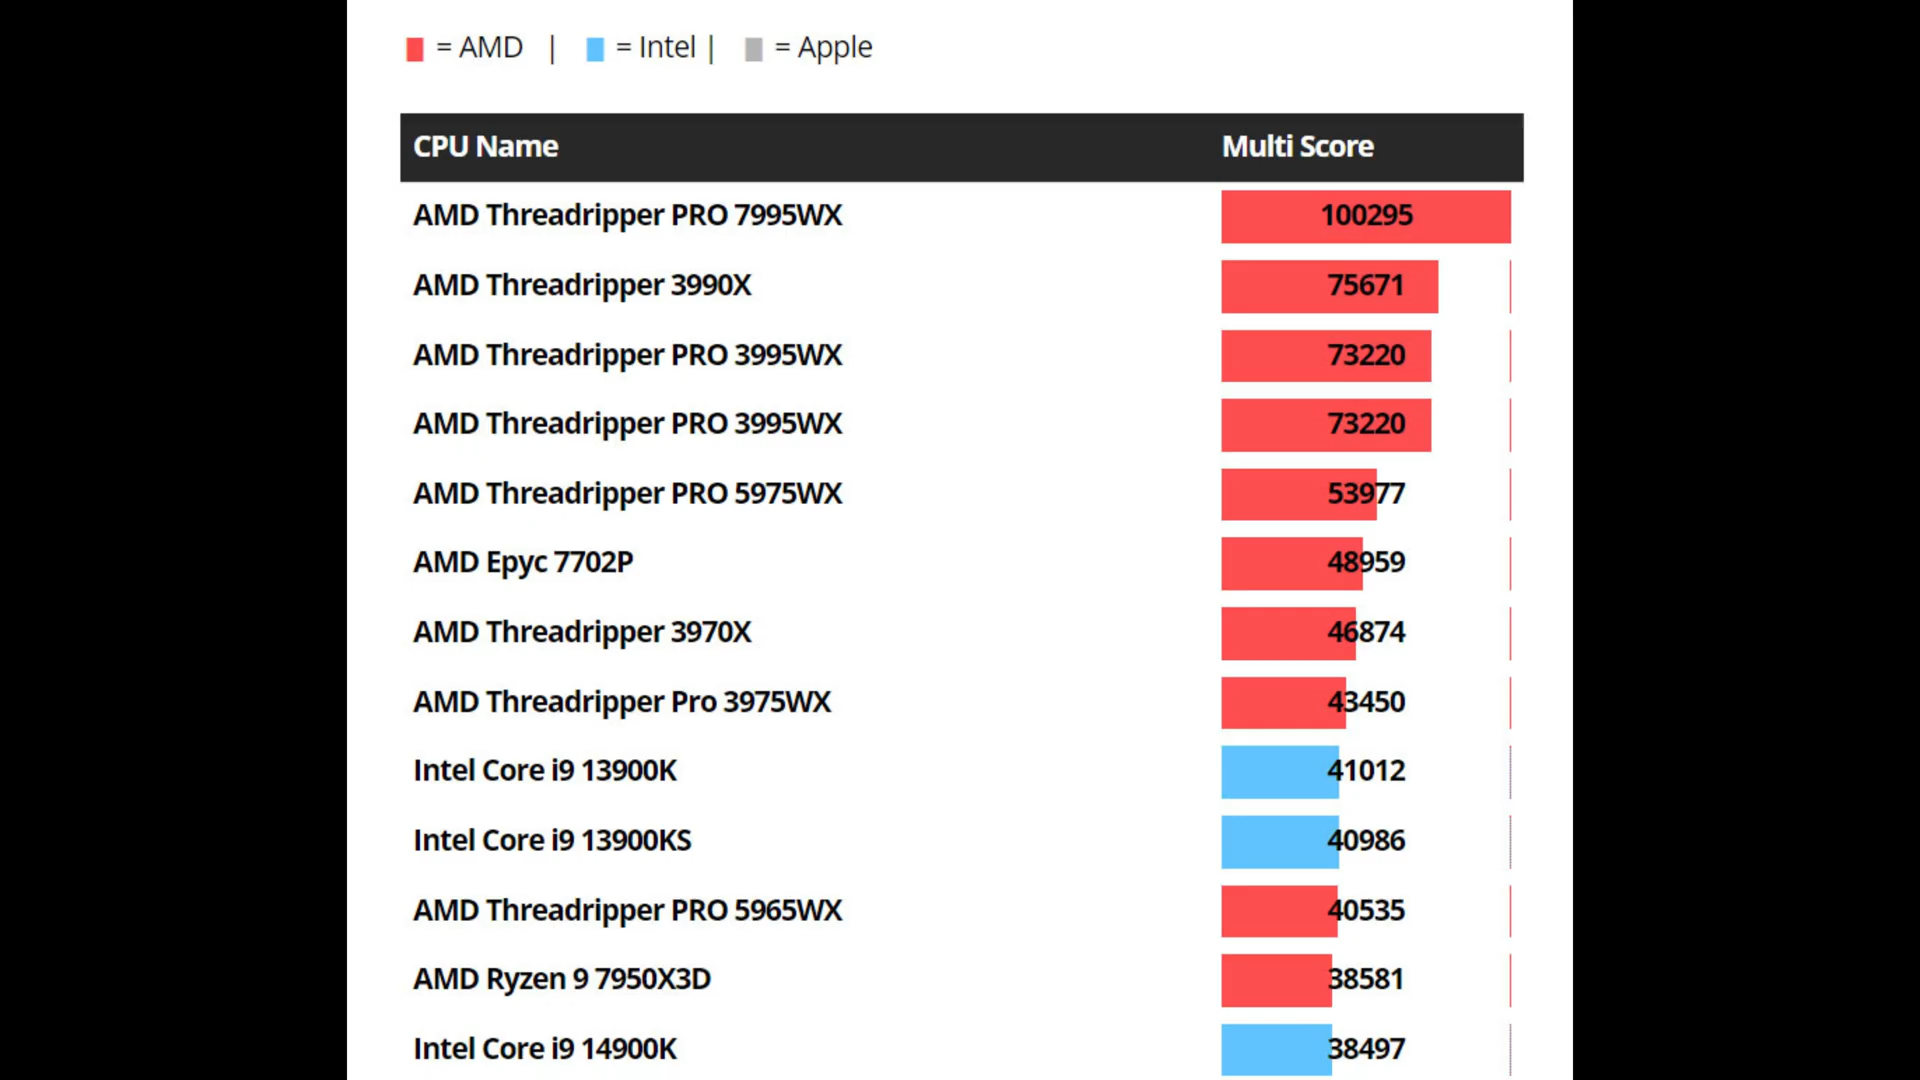 = AMD | = Intel | = Apple
CPU Name Multi Score
AMD Threadripper PRO 7995WX 100295
AMD Threadripper 3990X 75671
AMD Threadripper PRO 3995WX 73220
AMD Threadripper PRO 3995WX 73220
AMD Threadripper PRO 5975WX 53977
AMD Epyc 7702P 48959
AMD Threadripper 3970X 46874
AMD Threadripper Pro 3975WX 43450
Intel Core i9 13900K 41012
Intel Core i9 13900KS 40986
AMD Threadripper PRO 5965WX 40535
AMD Ryzen 9 7950X3D 38581
Intel Core i9 14900K 38497